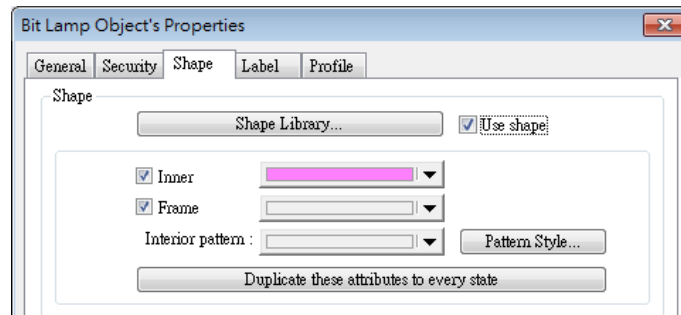 Bit Lamp Object's Properties
General Security Shape Label Profile
Shape
Shape Library... Use shape
Inner
Frame
Interior pattern : Pattern Style...
Duplicate these attributes to every state